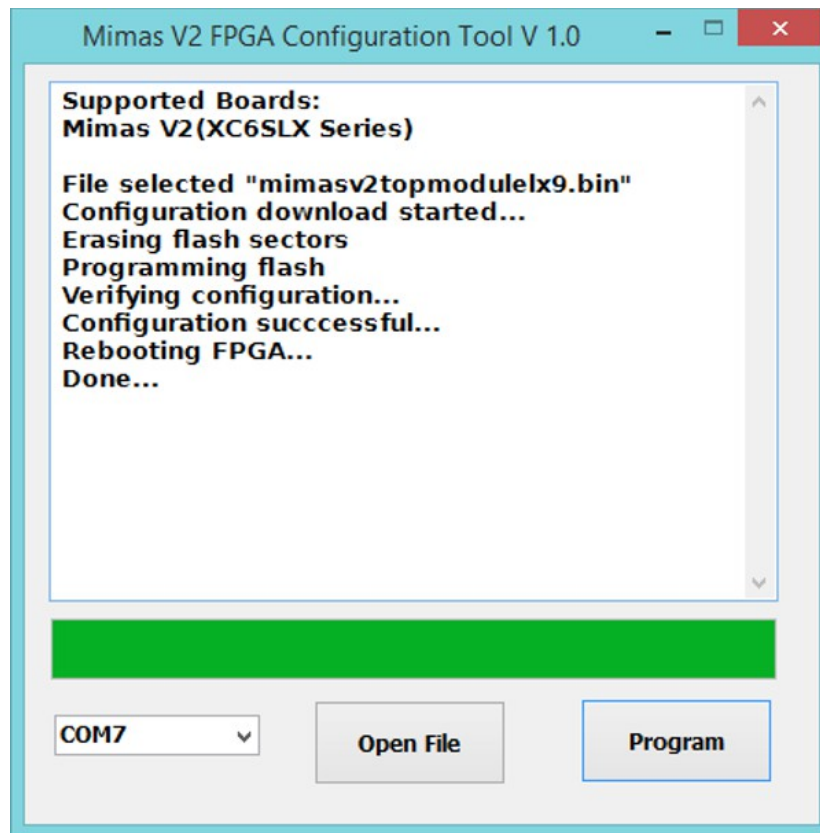 Mimas V2 FPGA Configuration Tool V 1.0
Supported Boards:
Mimas V2(XC6SLX Series)
File selected "mimasv2topmodulelx9.bin"
Configuration download started...
Erasing flash sectors
Programming flash
Verifying configuration...
Configuration succcessful...
Rebooting FPGA...
Done...
COM7
Open File
Program